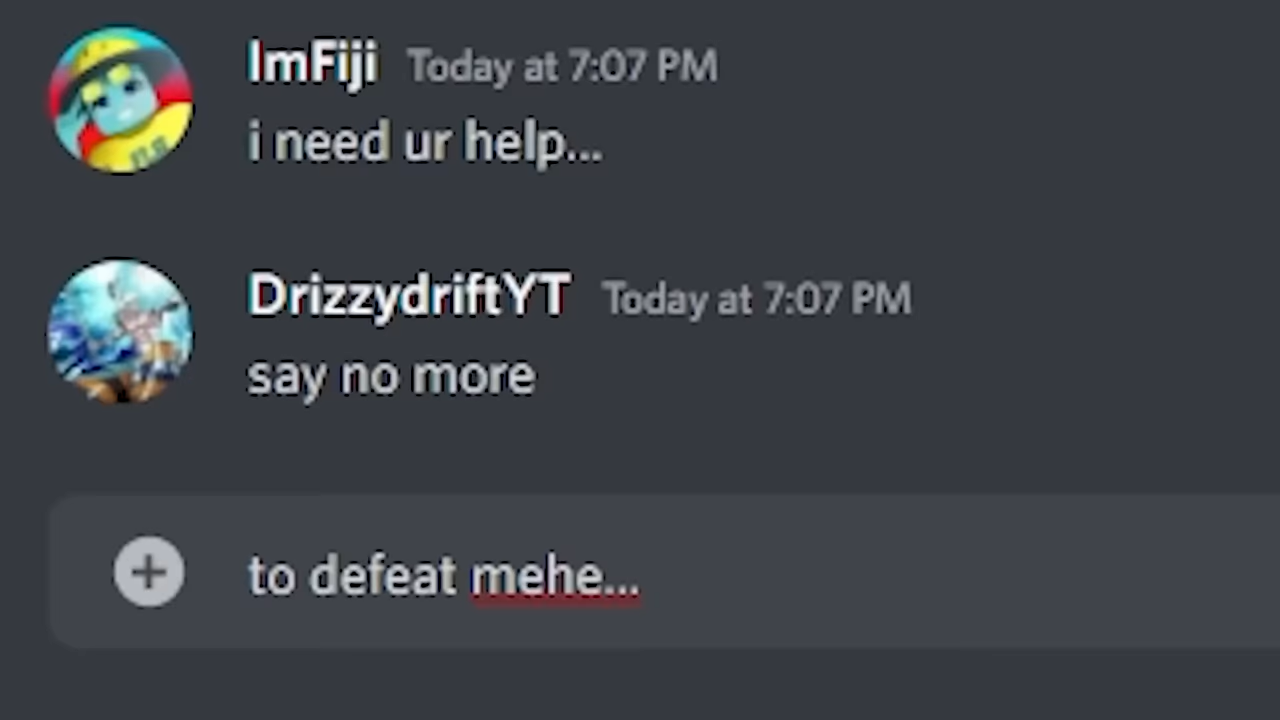 ImFiji Today at 7:07 PM
i need ur help...
DrizzydriftYT Today at 7:07 PM
say no more
to defeat mehe...